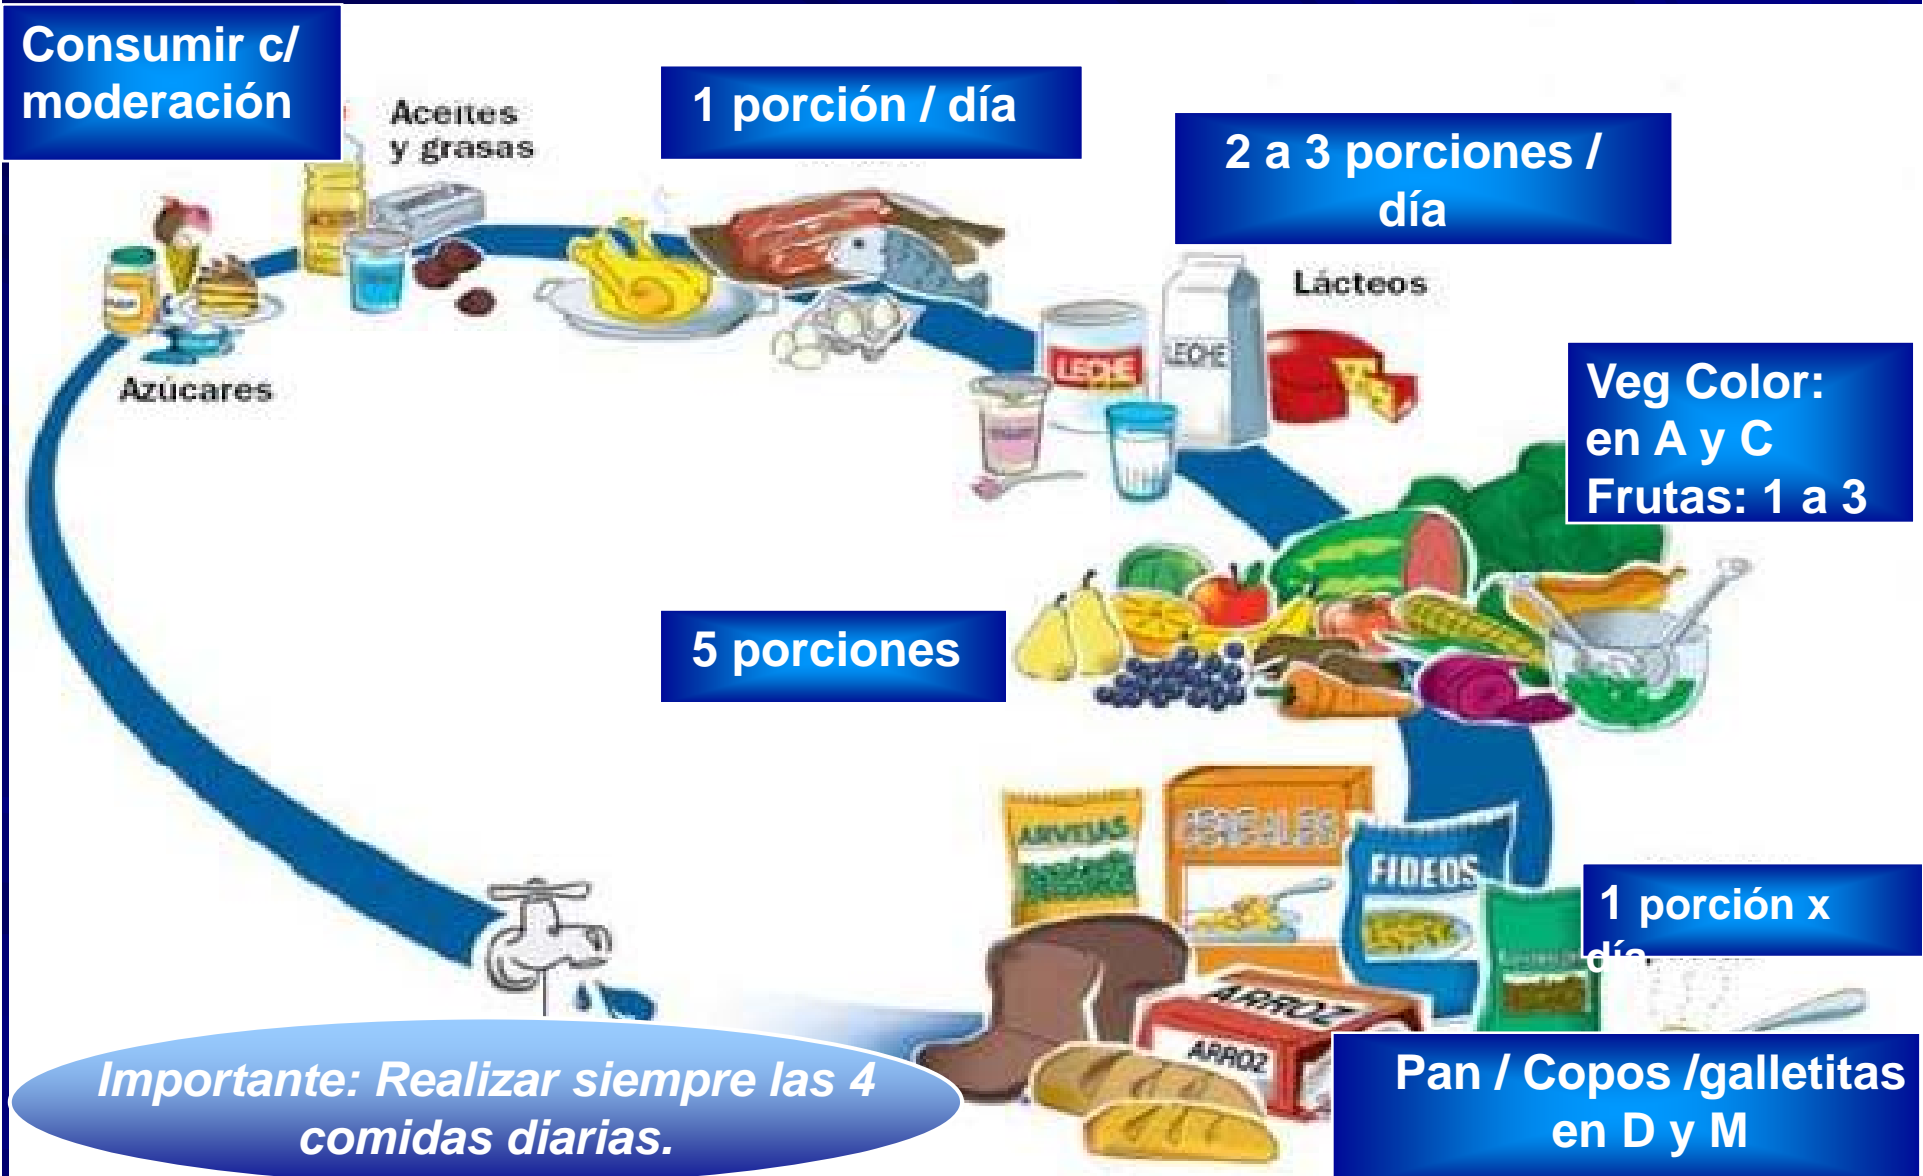 Consumir c/
moderación
Aceites
y grasas
1 porción / día
2 a 3 porciones /
día
ACEITE
Lácteos
LECHE
LECHE
Azúcares
Veg Color:
en A y C
Frutas: 1 a 3
5 porciones
ARVEJAS
CEREALES
FIDEOS
1 porción x
día
ARROZ
ARROZ
Importante: Realizar siempre las 4
comidas diarias.
Pan / Copos /galletitas
en D y M